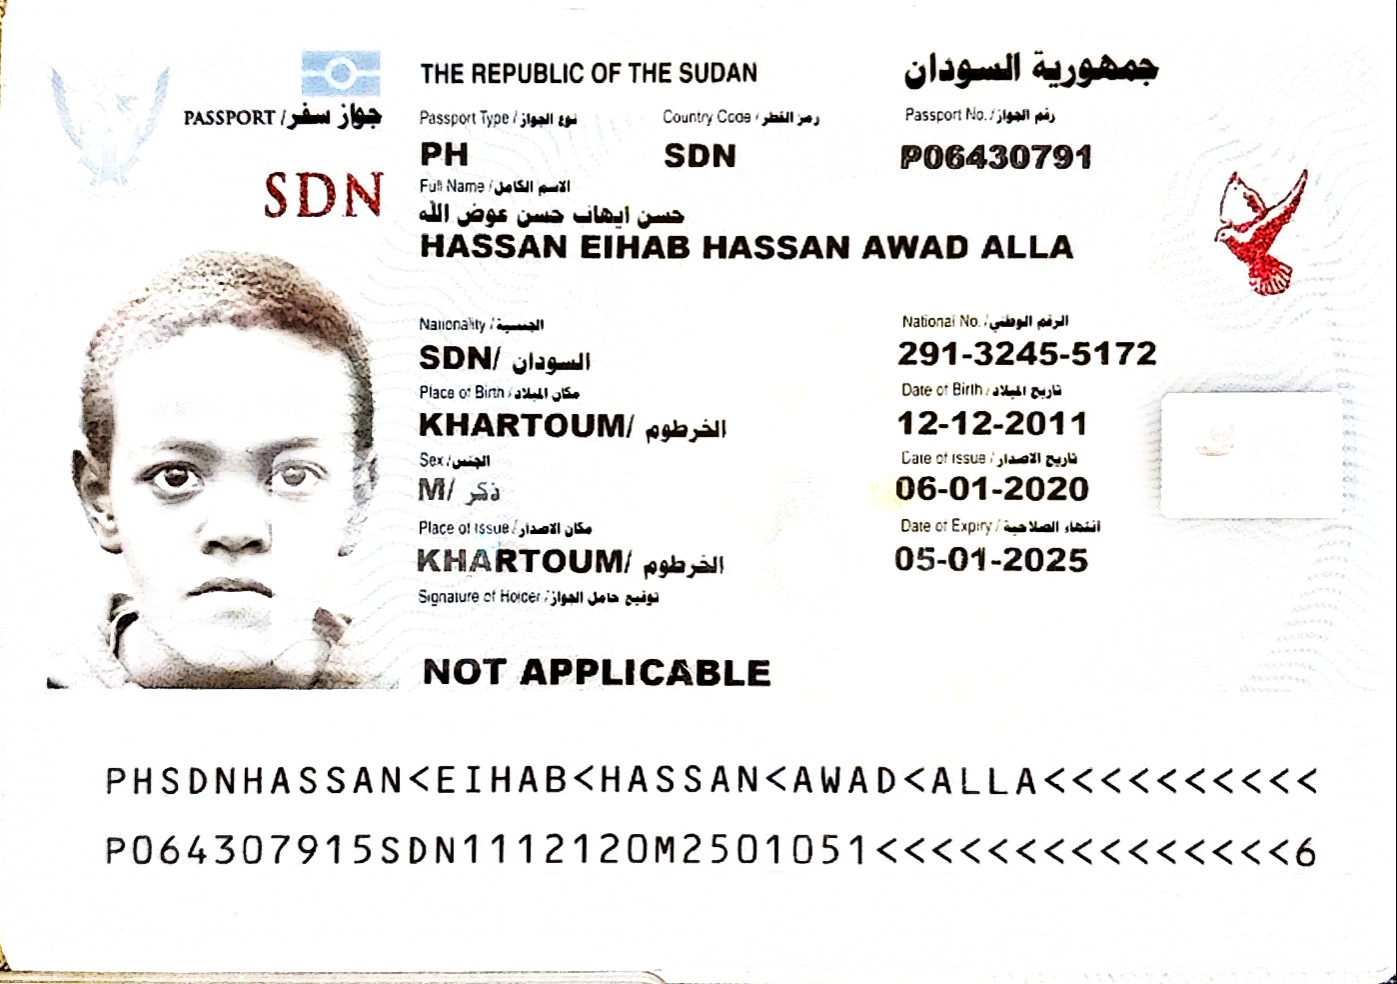 THE REPUBLIC OF THE SUDAN جمهورية السودان
PASSPORT / جواز سفر
Passport Type / نوع الجواز Country Code / رمز القطر Passport No. / رقم الجواز
PH SDN P06430791
SDN
Full Name / الاسم الكامل
حسن ايهاب حسن عوض الله
HASSAN EIHAB HASSAN AWAD ALLA
Nationality / الجنسية National No. / الرقم الوطني
SDN/ السودان 291-3245-5172
Place of Birth / مكان الميلاد Date of Birth / تاريخ الميلاد
KHARTOUM/ الخرطوم 12-12-2011
Sex / الجنس Date of Issue / تاريخ الاصدار
M/ ذكر 06-01-2020
Place of Issue / مكان الاصدار Date of Expiry / انتهاء الصلاحية
KHARTOUM/ الخرطوم 05-01-2025
Signature of Holder / توقيع حامل الجواز
NOT APPLICABLE
PHSDNHASSAN<EIHAB<HASSAN<AWAD<ALLA<<<<<<<<<<
P064307915SDN1112120M2501051<<<<<<<<<<<<<<<6